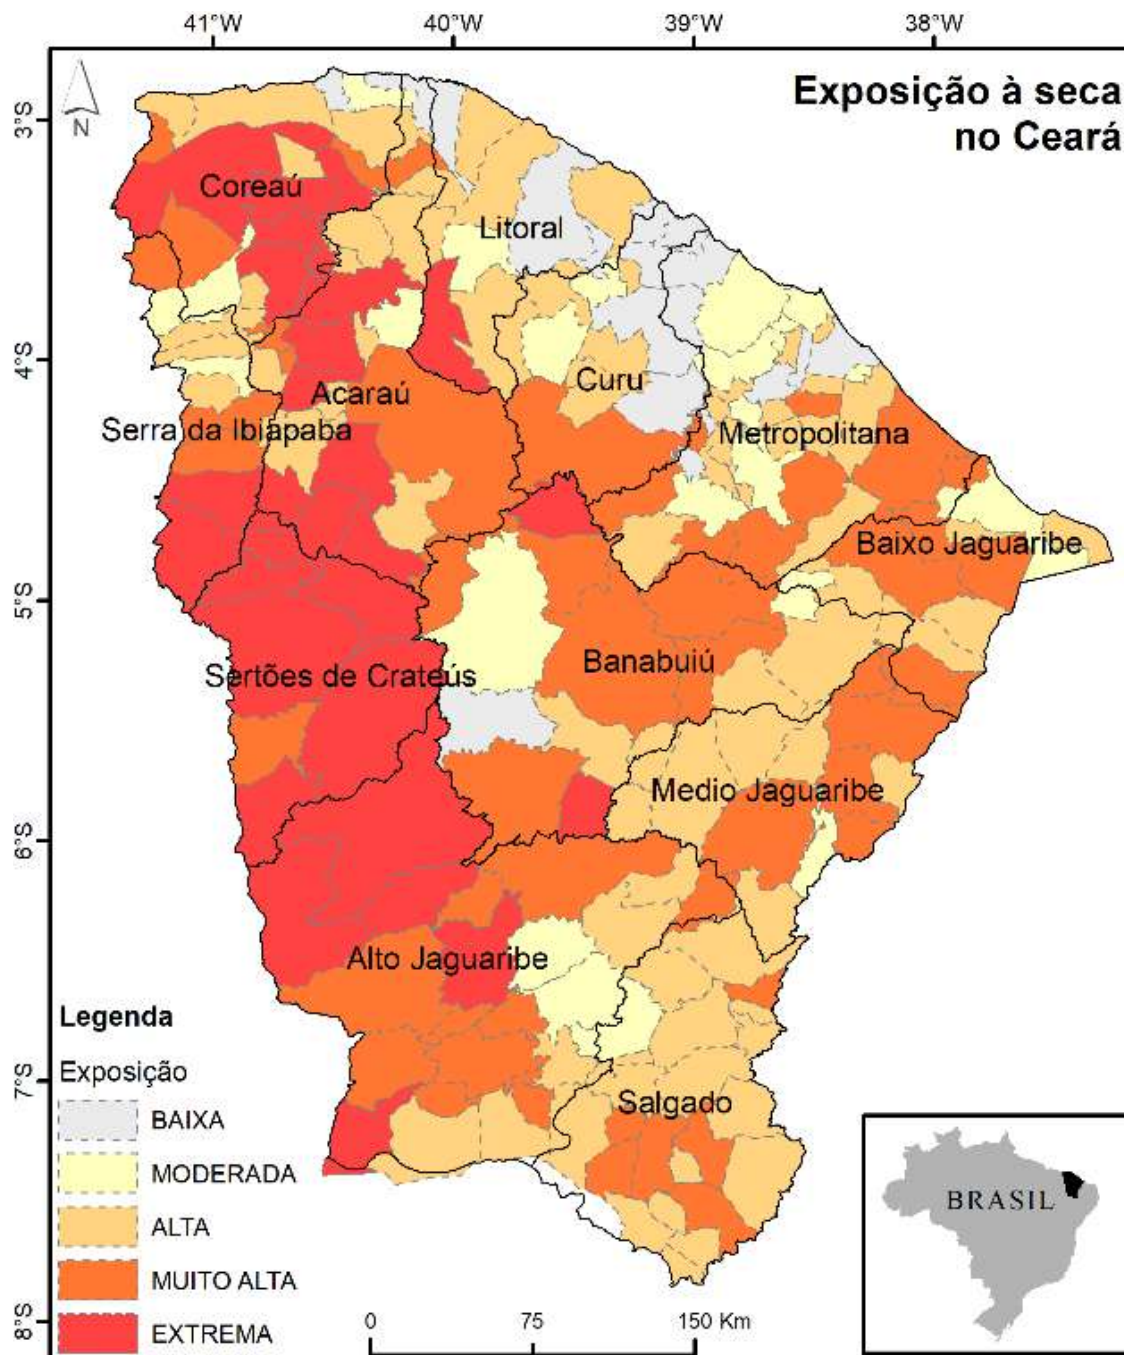 41°W 40°W 39°W 38°W
Exposição à seca
no Ceará
N
3°S
4°S
5°S
6°S
7°S
8°S
Coreaú
Litoral
Curu
Acaraú
Serra da Ibiapaba
Metropolitana
Baixo Jaguaribe
Banabuiú
Sertões de Crateús
Medio Jaguaribe
Alto Jaguaribe
Salgado
Legenda
Exposição
BAIXA
MODERADA
ALTA
MUITO ALTA
EXTREMA
0 75 150 Km
BRASIL